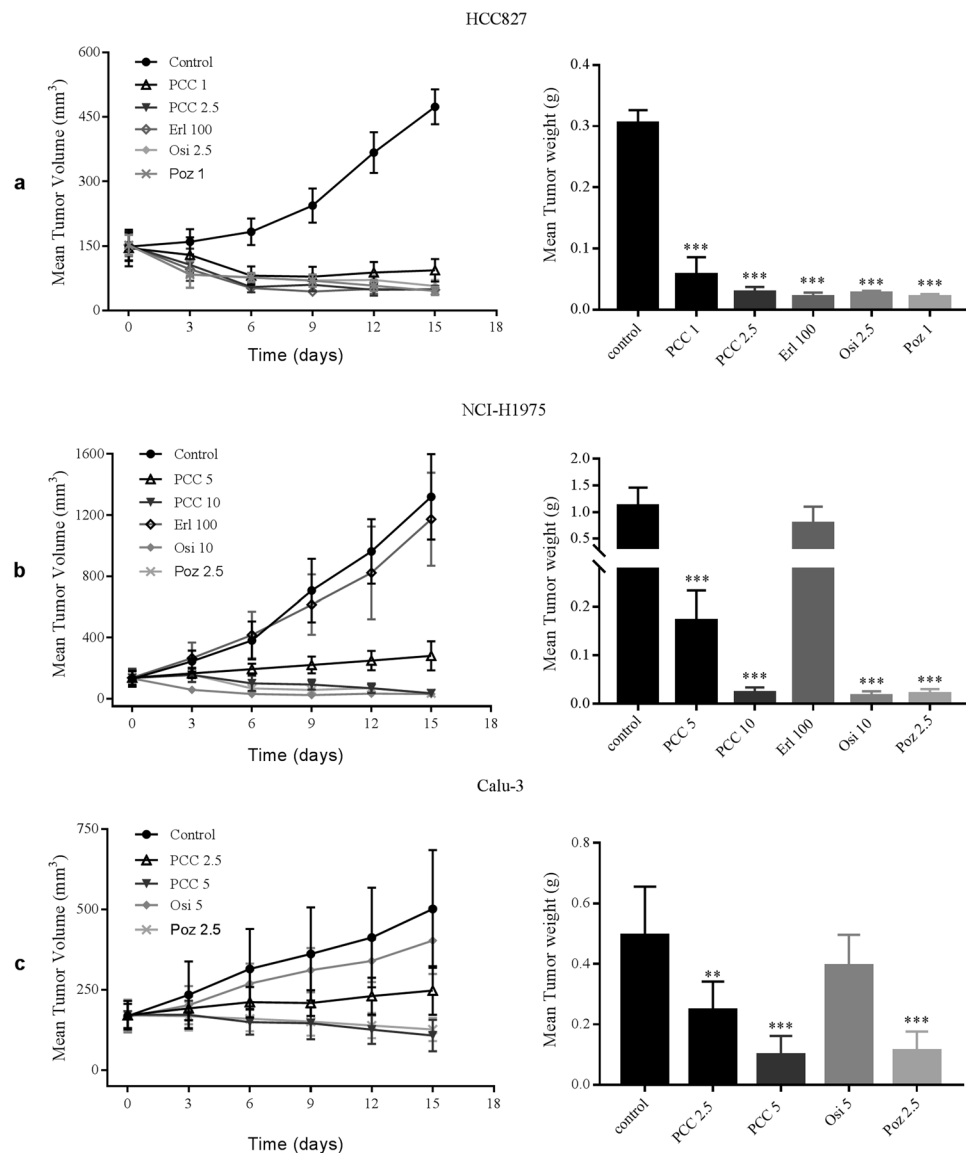 HCC827
a
Mean Tumor Volume (mm³)
600
450
300
150
0
Control
PCC 1
PCC 2.5
Erl 100
Osi 2.5
Poz 1
0 3 6 9 12 15 18
Time (days)
Mean Tumor weight (g)
0.4
0.3
0.2
0.1
0.0
*** *** *** *** ***
control PCC 1 PCC 2.5 Erl 100 Osi 2.5 Poz 1
NCI-H1975
b
Mean Tumor Volume (mm³)
1600
1200
800
400
0
Control
PCC 5
PCC 10
Erl 100
Osi 10
Poz 2.5
0 3 6 9 12 15 18
Time (days)
Mean Tumor weight (g)
2.0
1.5
1.0
0.5
0.2
0.1
0.0
*** *** *** ***
control PCC 5 PCC 10 Erl 100 Osi 10 Poz 2.5
Calu-3
c
Mean Tumor Volume (mm³)
750
500
250
0
Control
PCC 2.5
PCC 5
Osi 5
Poz 2.5
0 3 6 9 12 15 18
Time (days)
Mean Tumor weight (g)
0.8
0.6
0.4
0.2
0.0
** *** ***
control PCC 2.5 PCC 5 Osi 5 Poz 2.5